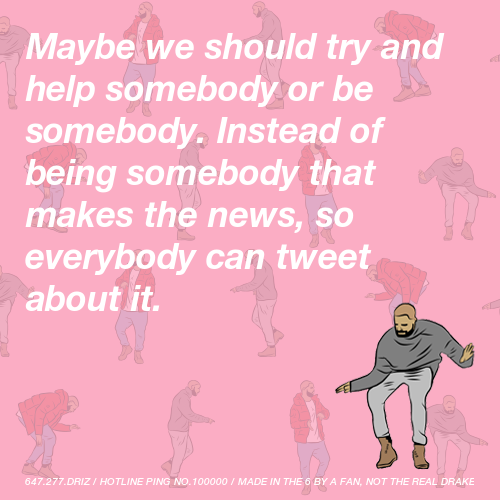 Maybe we should try and
help somebody or be
somebody. Instead of
being somebody that
makes the news, so
everybody can tweet
about it.
647.277.DRIZ / HOTLINE PING NO.100000 / MADE IN THE 6 BY A FAN, NOT THE REAL DRAKE